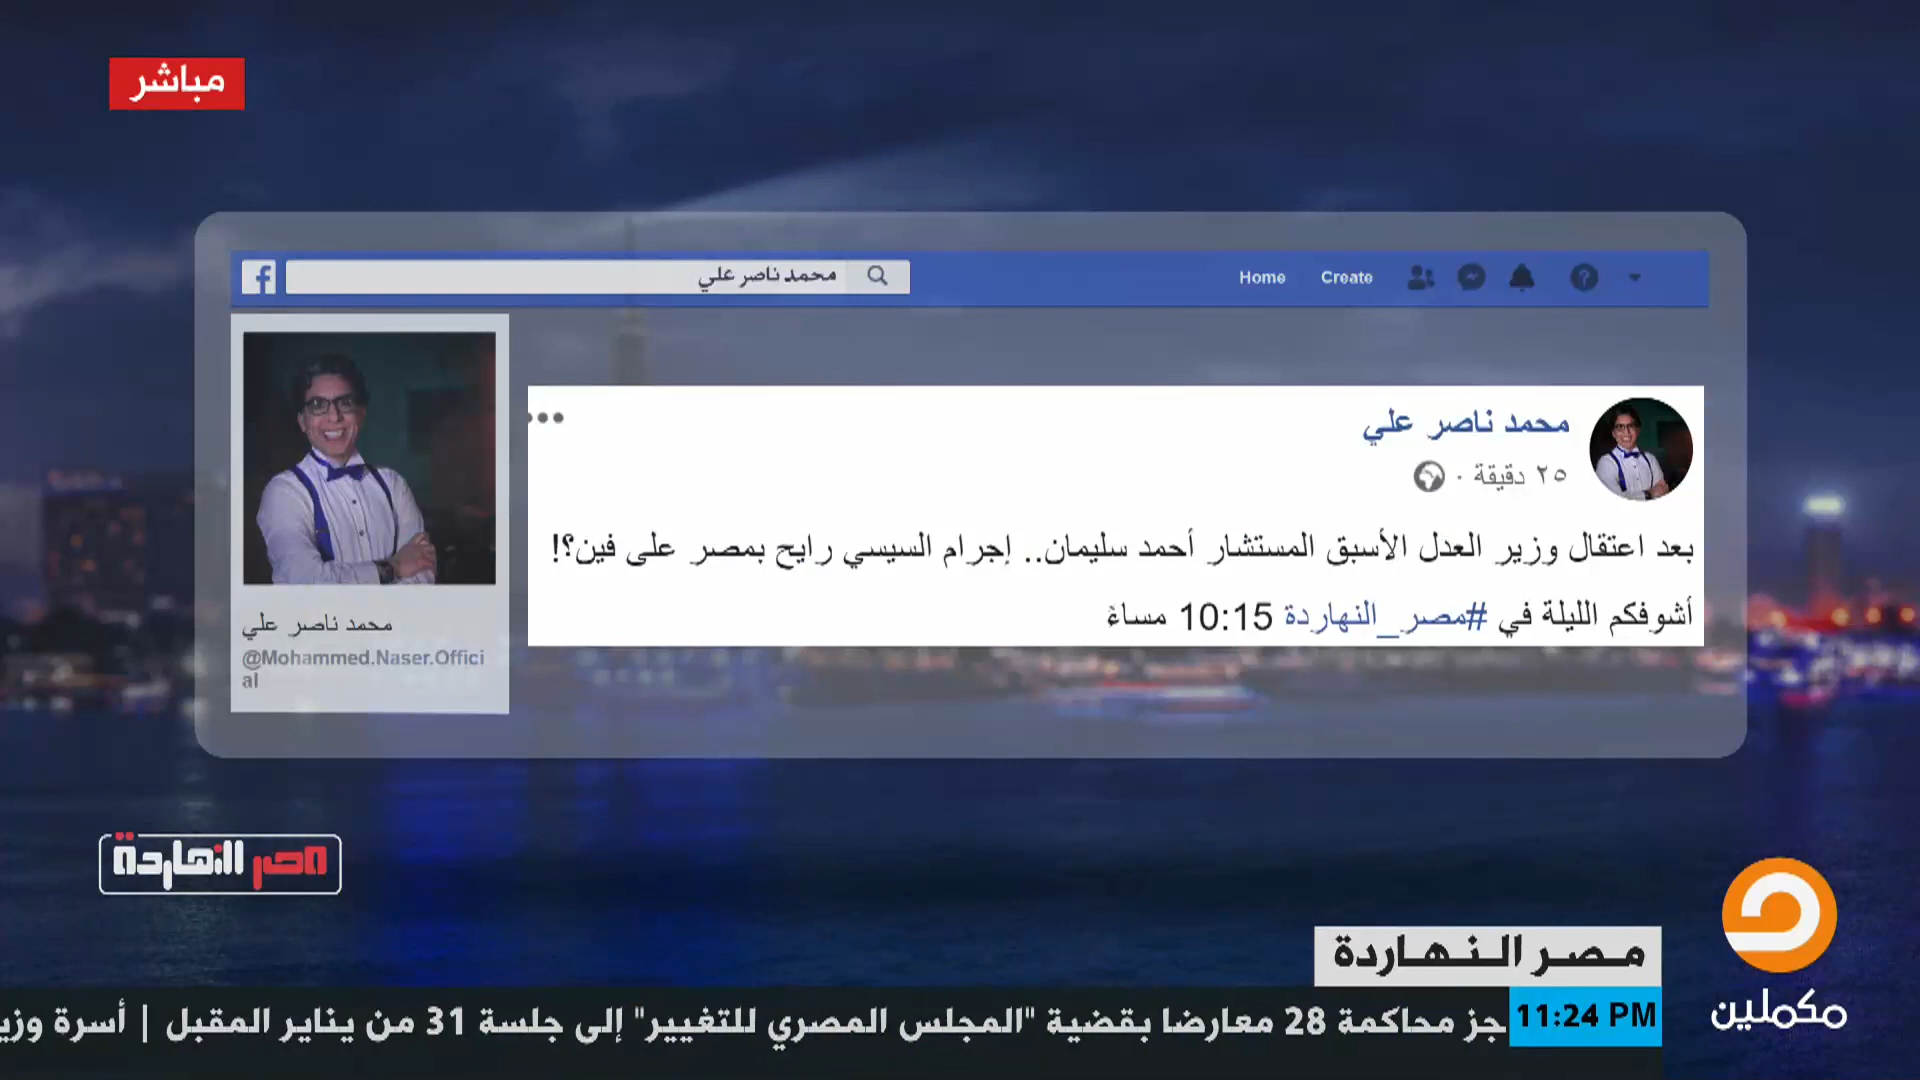 مباشر
محمد ناصر علي
Home
Create
محمد ناصر علي
٢٥ دقيقة ·
بعد اعتقال وزير العدل الأسبق المستشار أحمد سليمان.. إجرام السيسي رايح بمصر على فين؟!
أشوفكم الليلة في #مصر_النهاردة 10:15 مساءً
محمد ناصر علي
@Mohammed.Naser.Offici
al
مصر النهاردة
مصر النهاردة
مكملين
11:24 PM
جز محاكمة 28 معارضا بقضية "المجلس المصري للتغيير" إلى جلسة 31 من يناير المقبل | أسرة وزي